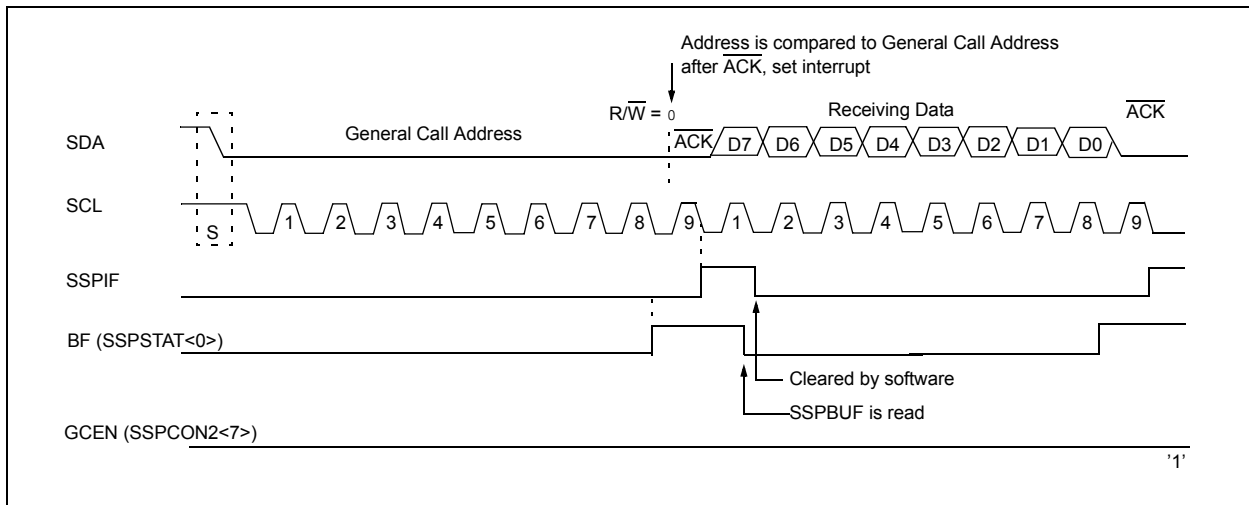 Address is compared to General Call Address
after ACK, set interrupt
R/W = 0
General Call Address
Receiving Data
ACK
SDA
ACK D7 D6 D5 D4 D3 D2 D1 D0
SCL
S
1 2 3 4 5 6 7 8 9 1 2 3 4 5 6 7 8 9
SSPIF
BF (SSPSTAT<0>)
Cleared by software
SSPBUF is read
GCEN (SSPCON2<7>)
’1’